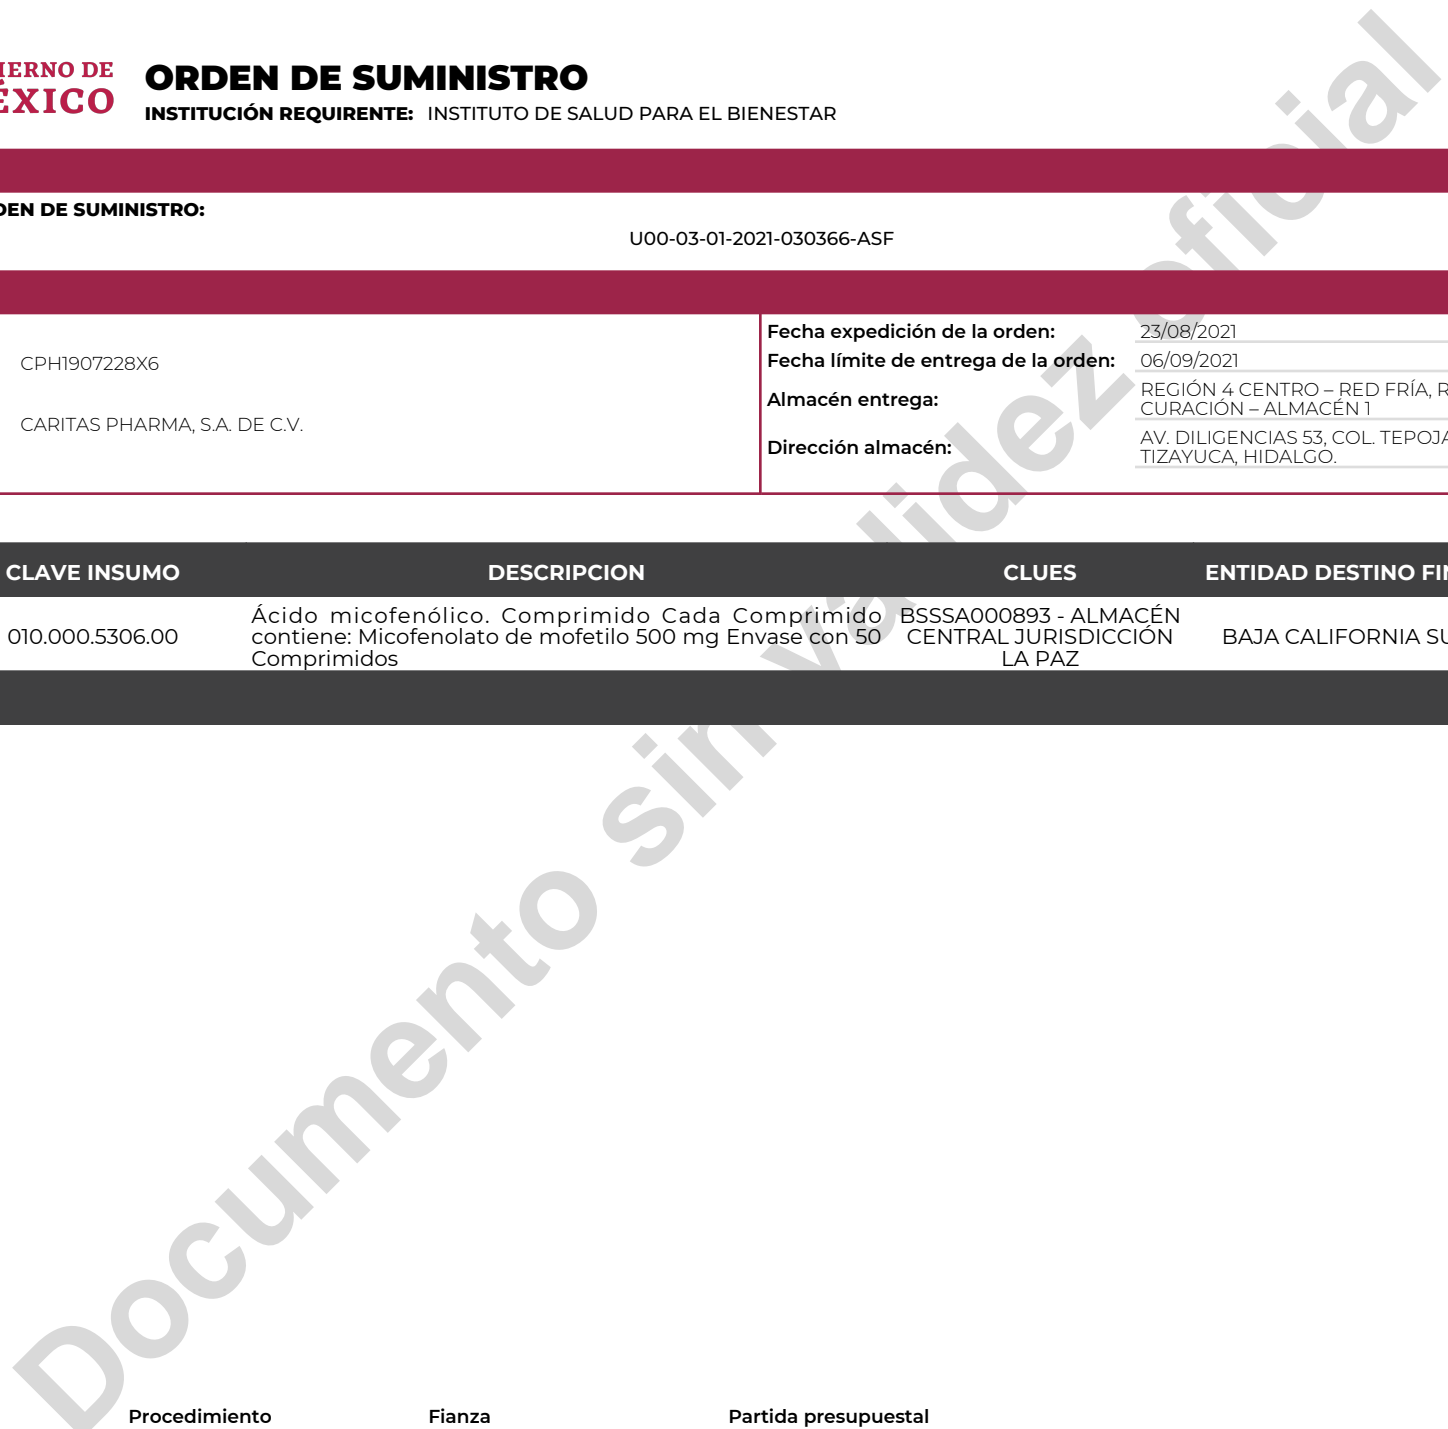 IERNO DE
ÉXICO
ORDEN DE SUMINISTRO
INSTITUCIÓN REQUIRENTE: INSTITUTO DE SALUD PARA EL BIENESTAR
DEN DE SUMINISTRO:
U00-03-01-2021-030366-ASF
CPH1907228X6
CARITAS PHARMA, S.A. DE C.V.
Fecha expedición de la orden: 23/08/2021
Fecha límite de entrega de la orden: 06/09/2021
Almacén entrega: REGIÓN 4 CENTRO – RED FRÍA, R
CURACIÓN – ALMACÉN 1
Dirección almacén: AV. DILIGENCIAS 53, COL. TEPOJA
TIZAYUCA, HIDALGO.
CLAVE INSUMO DESCRIPCION CLUES ENTIDAD DESTINO FIN
010.000.5306.00
Ácido micofenólico. Comprimido Cada Comprimido
contiene: Micofenolato de mofetilo 500 mg Envase con 50
Comprimidos
BSSSA000893 - ALMACÉN
CENTRAL JURISDICCIÓN
LA PAZ
BAJA CALIFORNIA SU
Documento sin validez oficial
Procedimiento Fianza Partida presupuestal